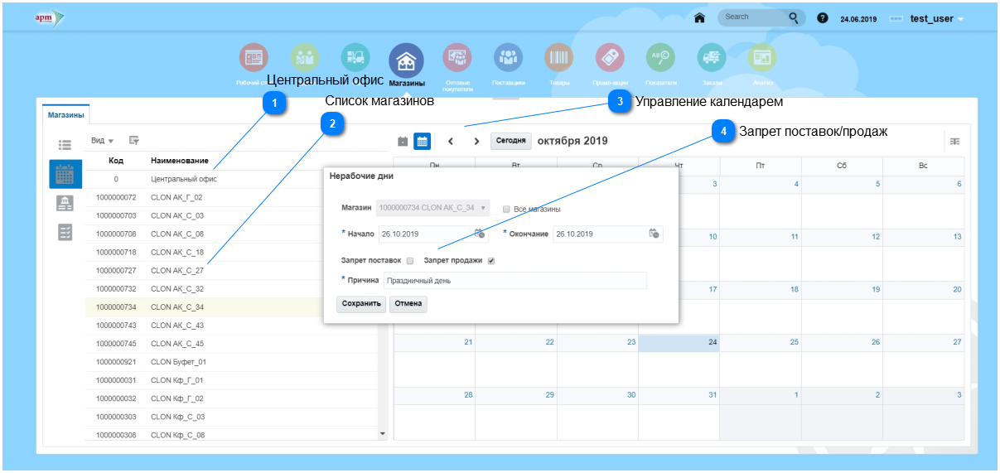 арт
Search
?
24.06.2019
test_user
Рабочий ст
Центральный офис
Магазины
Оптовые покупатели
Поставщики
Товары
Промо-акции
Показатели
Заказы
Анализ
1
Список магазинов
2
3
Управление календарем
4
Запрет поставок/продаж
Магазины
Вид
Сегодня
октября 2019
Код Наименование
Пн Вт Ср Чт Пт Сб Вс
0 Центральный офис
1000000072 CLON АК_Г_02
1000000703 CLON АК_С_03
1000000708 CLON АК_С_08
1000000718 CLON АК_С_18
1000000727 CLON АК_С_27
1000000732 CLON АК_С_32
1000000734 CLON АК_С_34
1000000743 CLON АК_С_43
1000000745 CLON АК_С_45
1000000921 CLON Буфет_01
1000000031 CLON Кф_Г_01
1000000032 CLON Кф_Г_02
1000000303 CLON Кф_С_03
1000000308 CLON Кф_С_08
Нерабочие дни
Магазин 1000000734 CLON АК_С_34 Все магазины
* Начало 26.10.2019 * Окончание 26.10.2019
Запрет поставок Запрет продажи
* Причина Праздничный день
Сохранить Отмена
3 4 5 6
10 11 12 13
17 18 19 20
21 22 23 24 25 26 27
28 29 30 31 1 2 3